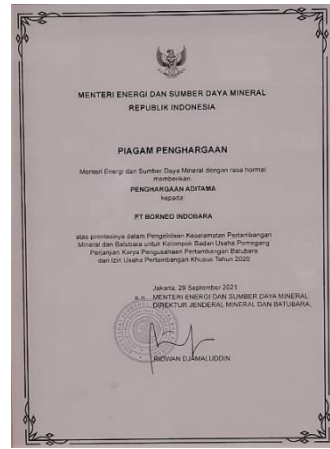 MENTERI ENERGI DAN SUMBER DAYA MINERAL
REPUBLIK INDONESIA
PIAGAM PENGHARGAAN
Menteri Energi dan Sumber Daya Mineral dengan rasa hormat
memberikan:
PENGHARGAAN ADITAMA
kepada:
PT BORNEO INDOBARA
atas prestasinya dalam Pengelolaan Keselamatan Pertambangan
Mineral dan Batubara untuk Kelompok Badan Usaha Pemegang
Perjanjian Karya Pengusahaan Pertambangan Batubara
dan Izin Usaha Pertambangan Khusus Tahun 2020
Jakarta, 29 September 2021
a.n. MENTERI ENERGI DAN SUMBER DAYA MINERAL
DIREKTUR JENDERAL MINERAL DAN BATUBARA,
RIDWAN DJAMALUDDIN